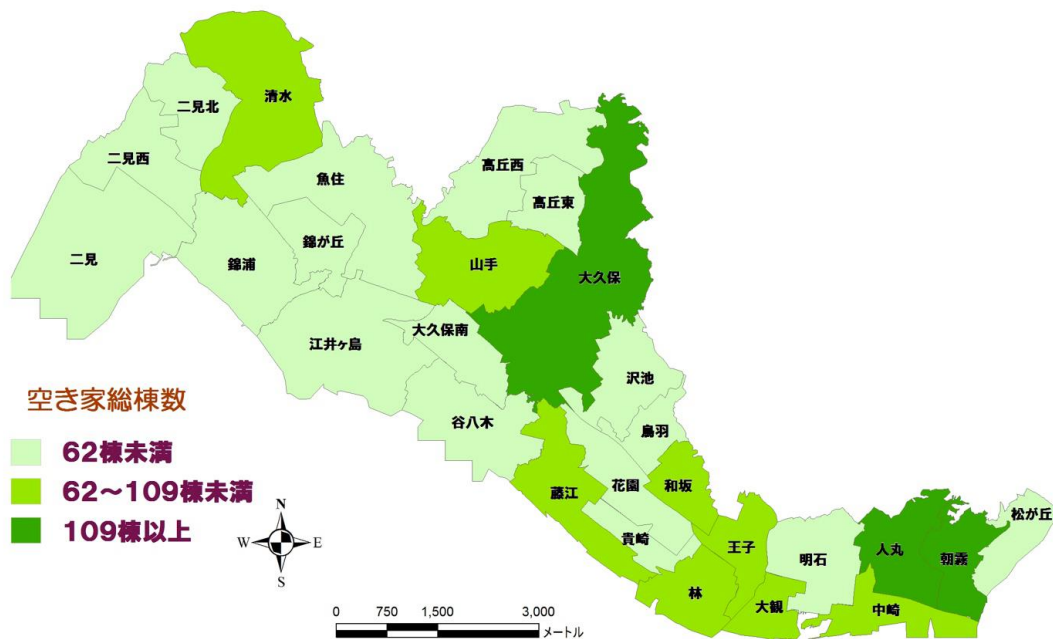 清水
二見北
二見西
魚住
高丘西
高丘東
二見
錦浦
錦が丘
山手
大久保
江井ヶ島
大久保南
沢池
谷八木
鳥羽
藤江
花園
和坂
貴崎
王子
明石
人丸
朝霧
松が丘
林
大観
中崎
空き家総棟数
62棟未満
62～109棟未満
109棟以上
N
W E
S
0 750 1,500 3,000
メートル